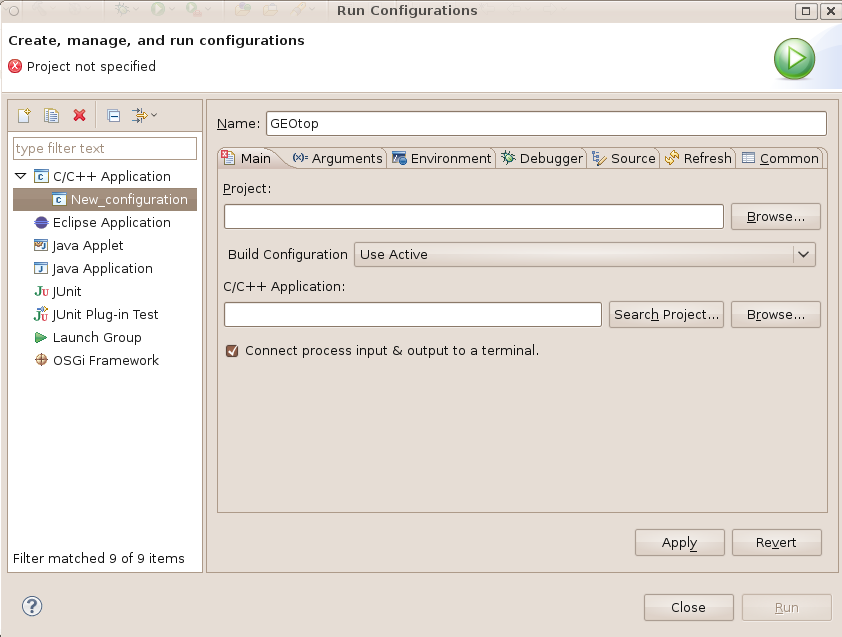 Run Configurations
Create, manage, and run configurations
Project not specified
type filter text
C/C++ Application
New_configuration
Eclipse Application
Java Applet
Java Application
JUnit
JUnit Plug-in Test
Launch Group
OSGi Framework
Filter matched 9 of 9 items
Name: GEOtop
Main (x)= Arguments Environment Debugger Source Refresh Common
Project:
Browse...
Build Configuration Use Active
C/C++ Application:
Search Project... Browse...
Connect process input & output to a terminal.
Apply Revert
Close Run